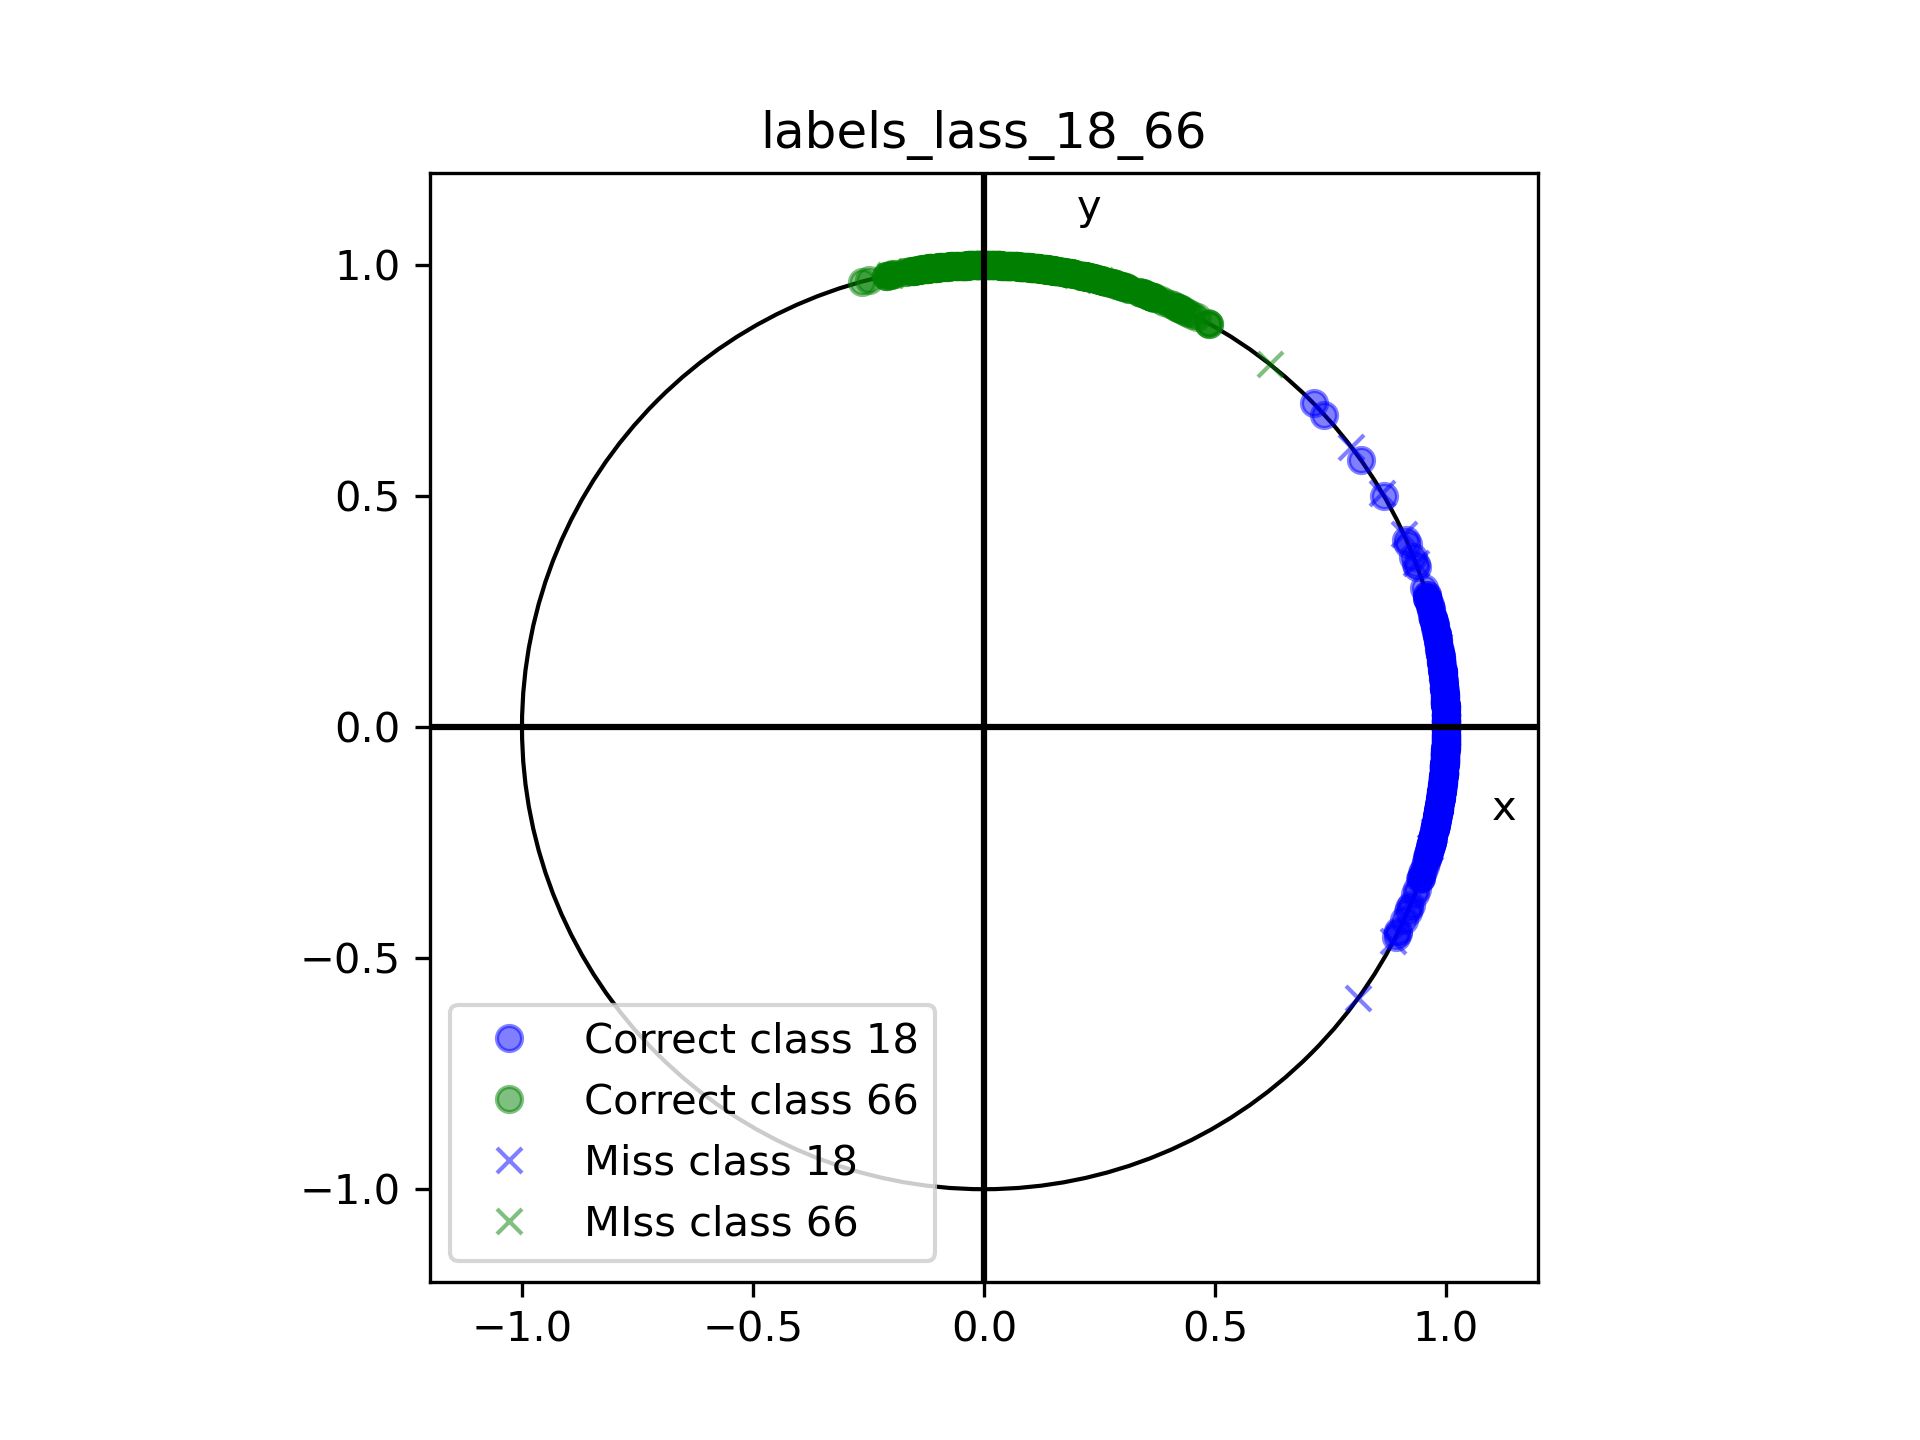 labels_lass_18_66
y
1.0
0.5
0.0
−0.5
−1.0
x
Correct class 18
Correct class 66
Miss class 18
MIss class 66
−1.0 −0.5 0.0 0.5 1.0